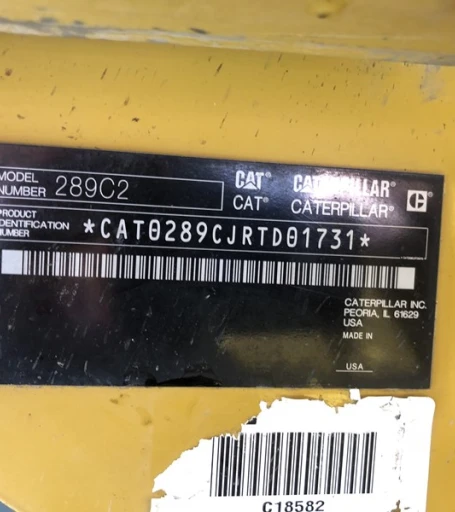 MODEL
NUMBER 289C2
CAT® CATERPILLAR®
CAT® CATERPILLAR®
PRODUCT
IDENTIFICATION
NUMBER *CAT0289CJRTD01731*
CATERPILLAR INC.
PEORIA, IL 61629
USA
MADE IN
USA
C18582